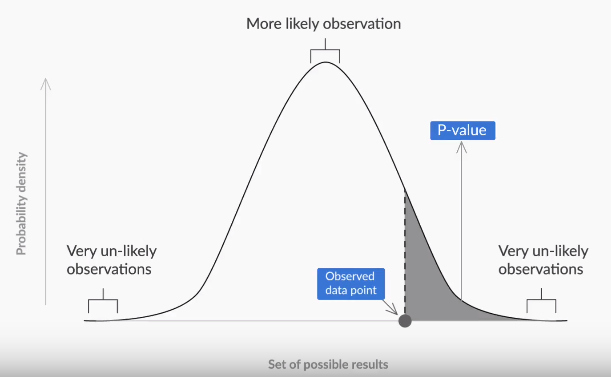 More likely observation
P-value
Probability density
Very un-likely
observations
Very un-likely
observations
Observed
data point
Set of possible results